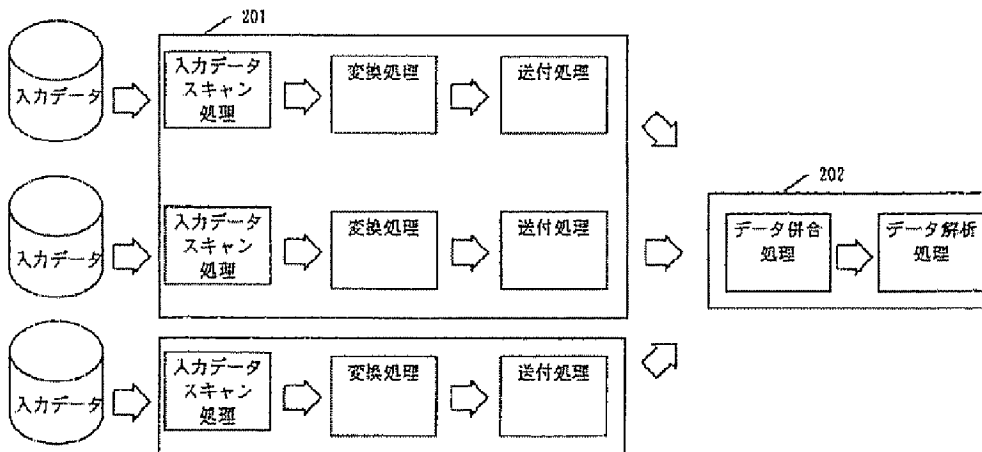 201
入力データ
入力データ
スキャン
処理
変換処理
送付処理
入力データ
入力データ
スキャン
処理
変換処理
送付処理
202
データ併合
処理
データ解析
処理
入力データ
入力データ
スキャン
処理
変換処理
送付処理